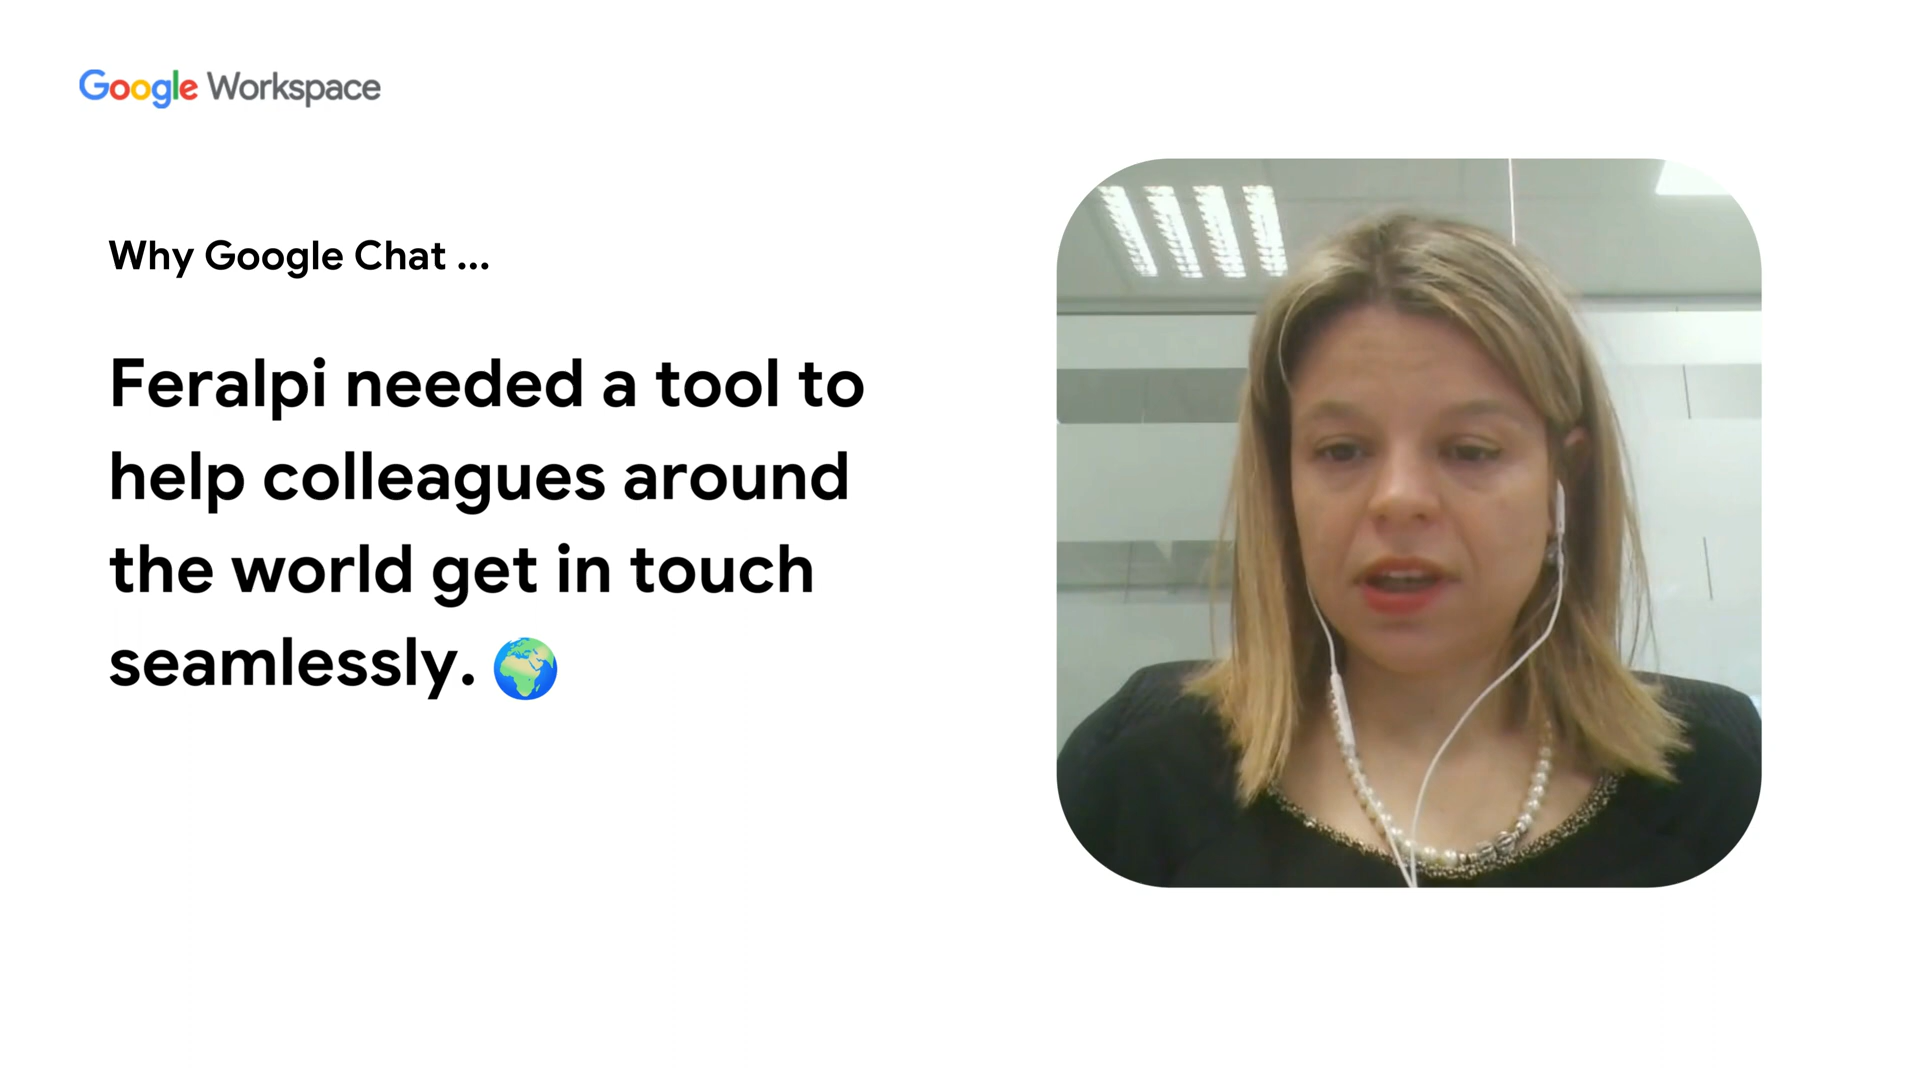 Google Workspace
Why Google Chat ...
Feralpi needed a tool to
help colleagues around
the world get in touch
seamlessly. 🌍